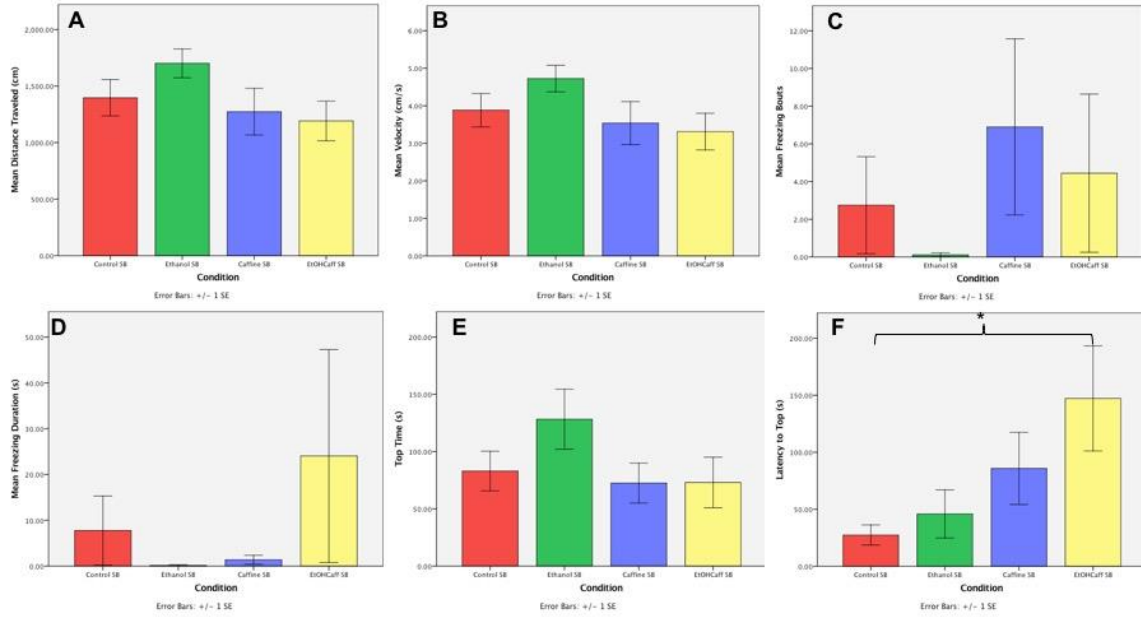 A
Mean Distance Traveled (cm)
2,000.00
1,500.00
1,000.00
500.00
0.00
Control SB
Ethanol SB
Caffine SB
EtOHCaff SB
Condition
Error Bars: +/- 1 SE
B
Mean Velocity (cm/s)
6.00
5.00
4.00
3.00
2.00
1.00
0.00
Control SB
Ethanol SB
Caffine SB
EtOHCaff SB
Condition
Error Bars: +/- 1 SE
C
Mean Freezing Bouts
12.00
10.00
8.00
6.00
4.00
2.00
0.00
Control SB
Ethanol SB
Caffine SB
EtOHCaff SB
Condition
Error Bars: +/- 1 SE
D
Mean Freezing Duration (s)
50.00
40.00
30.00
20.00
10.00
0.00
Control SB
Ethanol SB
Caffine SB
EtOHCaff SB
Condition
Error Bars: +/- 1 SE
E
Top Time (s)
200.00
150.00
100.00
50.00
0.00
Control SB
Ethanol SB
Caffine SB
EtOHCaff SB
Condition
Error Bars: +/- 1 SE
F
*
Latency to Top (s)
200.00
150.00
100.00
50.00
0.00
Control SB
Ethanol SB
Caffine SB
EtOHCaff SB
Condition
Error Bars: +/- 1 SE